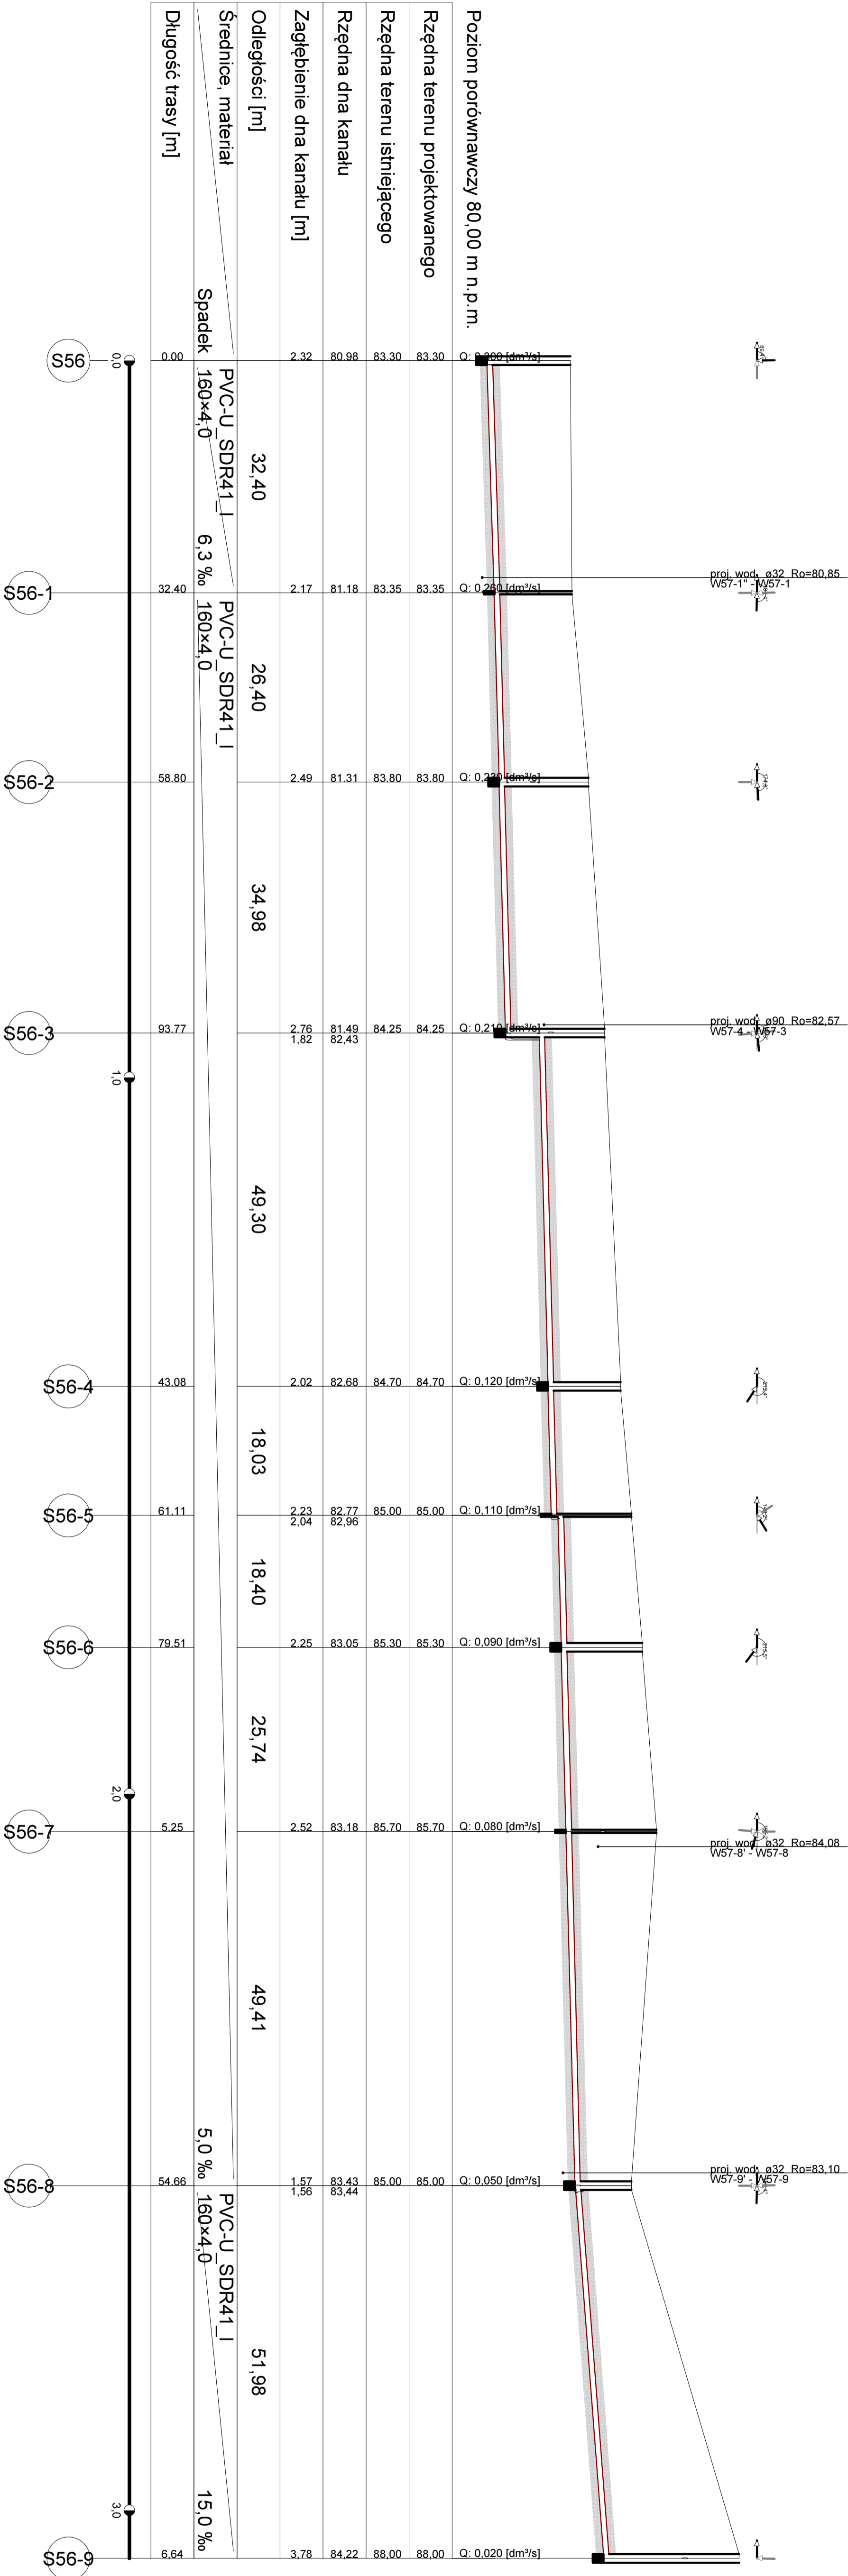 Poziom porównawczy 80,00 m n.p.m.
Rzędna terenu projektowanego
Rzędna terenu istniejącego
Rzędna dna kanału
Zagłębienie dna kanału [m]
Odległości [m]
Średnice, materiał
Spadek
Długość trasy [m]
proj. wod. ø32 Ro=80,85
W57-1" - W57-1
proj. wod. ø90 Ro=82,57
W57-4 - W57-3
proj. wod. ø32 Ro=84,08
W57-8' - W57-8
proj. wod. ø32 Ro=83,10
W57-9' - W57-9
[dm³/s]
Q: 0,260 [dm³/s]
Q: 0,210 [dm³/s]
Q: 0,120 [dm³/s]
Q: 0,110 [dm³/s]
Q: 0,090 [dm³/s]
Q: 0,080 [dm³/s]
Q: 0,050 [dm³/s]
Q: 0,020 [dm³/s]
83.30 83.35 83.80 84.25 84.70 85.00 85.30 85.70 85.00 88,00
83.30 83.35 83.80 84.25 84.70 85.00 85.30 85.70 85.00 88,00
80.98 81.18 81.31 81.49 82.68 82.77 83.05 83.18 83.43 84,22
82,43 82,96 83,44
2.32 2.17 2.49 2.76 2.02 2.23 2.25 2.52 1.57 3,78
1,82 2,04 1,56
32,40 26,40 34,98 49,30 18,03 18,40 25,74 49,41 51,98
PVC-U_SDR41_I PVC-U_SDR41_I PVC-U_SDR41_I
160×4,0 6,3 ‰ 160×4,0 5,0 ‰ 160×4,0 15,0 ‰
0.00 32.40 58.80 93.77 43.08 61.11 79.51 5.25 54.66 6,64
0,0 1,0 2,0 3,0
S56 S56-1 S56-2 S56-3 S56-4 S56-5 S56-6 S56-7 S56-8 S56-9